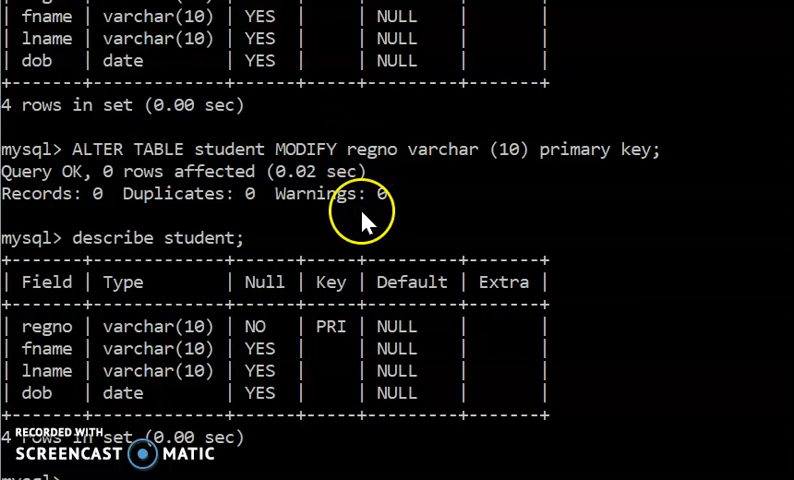 | fname | varchar(10) | YES | | NULL | |
| lname | varchar(10) | YES | | NULL | |
| dob | date | YES | | NULL | |
+-------+-------------+------+-----+---------+-------+
4 rows in set (0.00 sec)
mysql> ALTER TABLE student MODIFY regno varchar (10) primary key;
Query OK, 0 rows affected (0.02 sec)
Records: 0 Duplicates: 0 Warnings: 0
mysql> describe student;
+-------+-------------+------+-----+---------+-------+
| Field | Type | Null | Key | Default | Extra |
+-------+-------------+------+-----+---------+-------+
| regno | varchar(10) | NO | PRI | NULL | |
| fname | varchar(10) | YES | | NULL | |
| lname | varchar(10) | YES | | NULL | |
| dob | date | YES | | NULL | |
+-------+-------------+------+-----+---------+-------+
4 rows in set (0.00 sec)
RECORDED WITH
SCREENCAST MATIC
mysql>